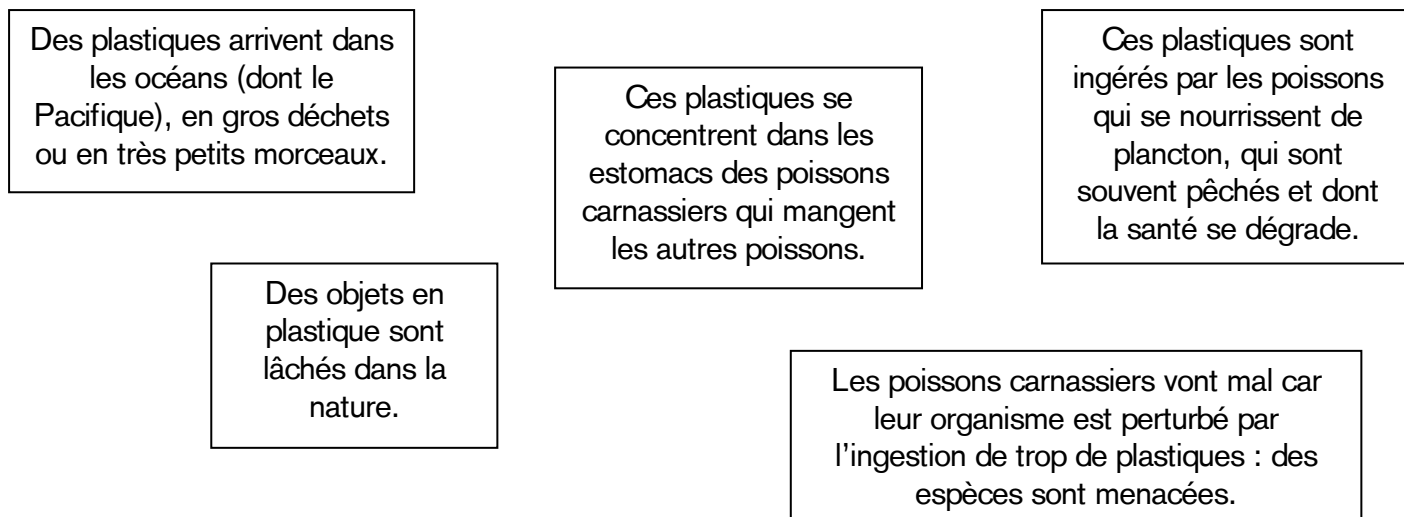 Des plastiques arrivent dans
les océans (dont le
Pacifique), en gros déchets
ou en très petits morceaux.
Ces plastiques se
concentrent dans les
estomacs des poissons
carnassiers qui mangent
les autres poissons.
Ces plastiques sont
ingérés par les poissons
qui se nourrissent de
plancton, qui sont
souvent pêchés et dont
la santé se dégrade.
Des objets en
plastique sont
lâchés dans la
nature.
Les poissons carnassiers vont mal car
leur organisme est perturbé par
l’ingestion de trop de plastiques : des
espèces sont menacées.